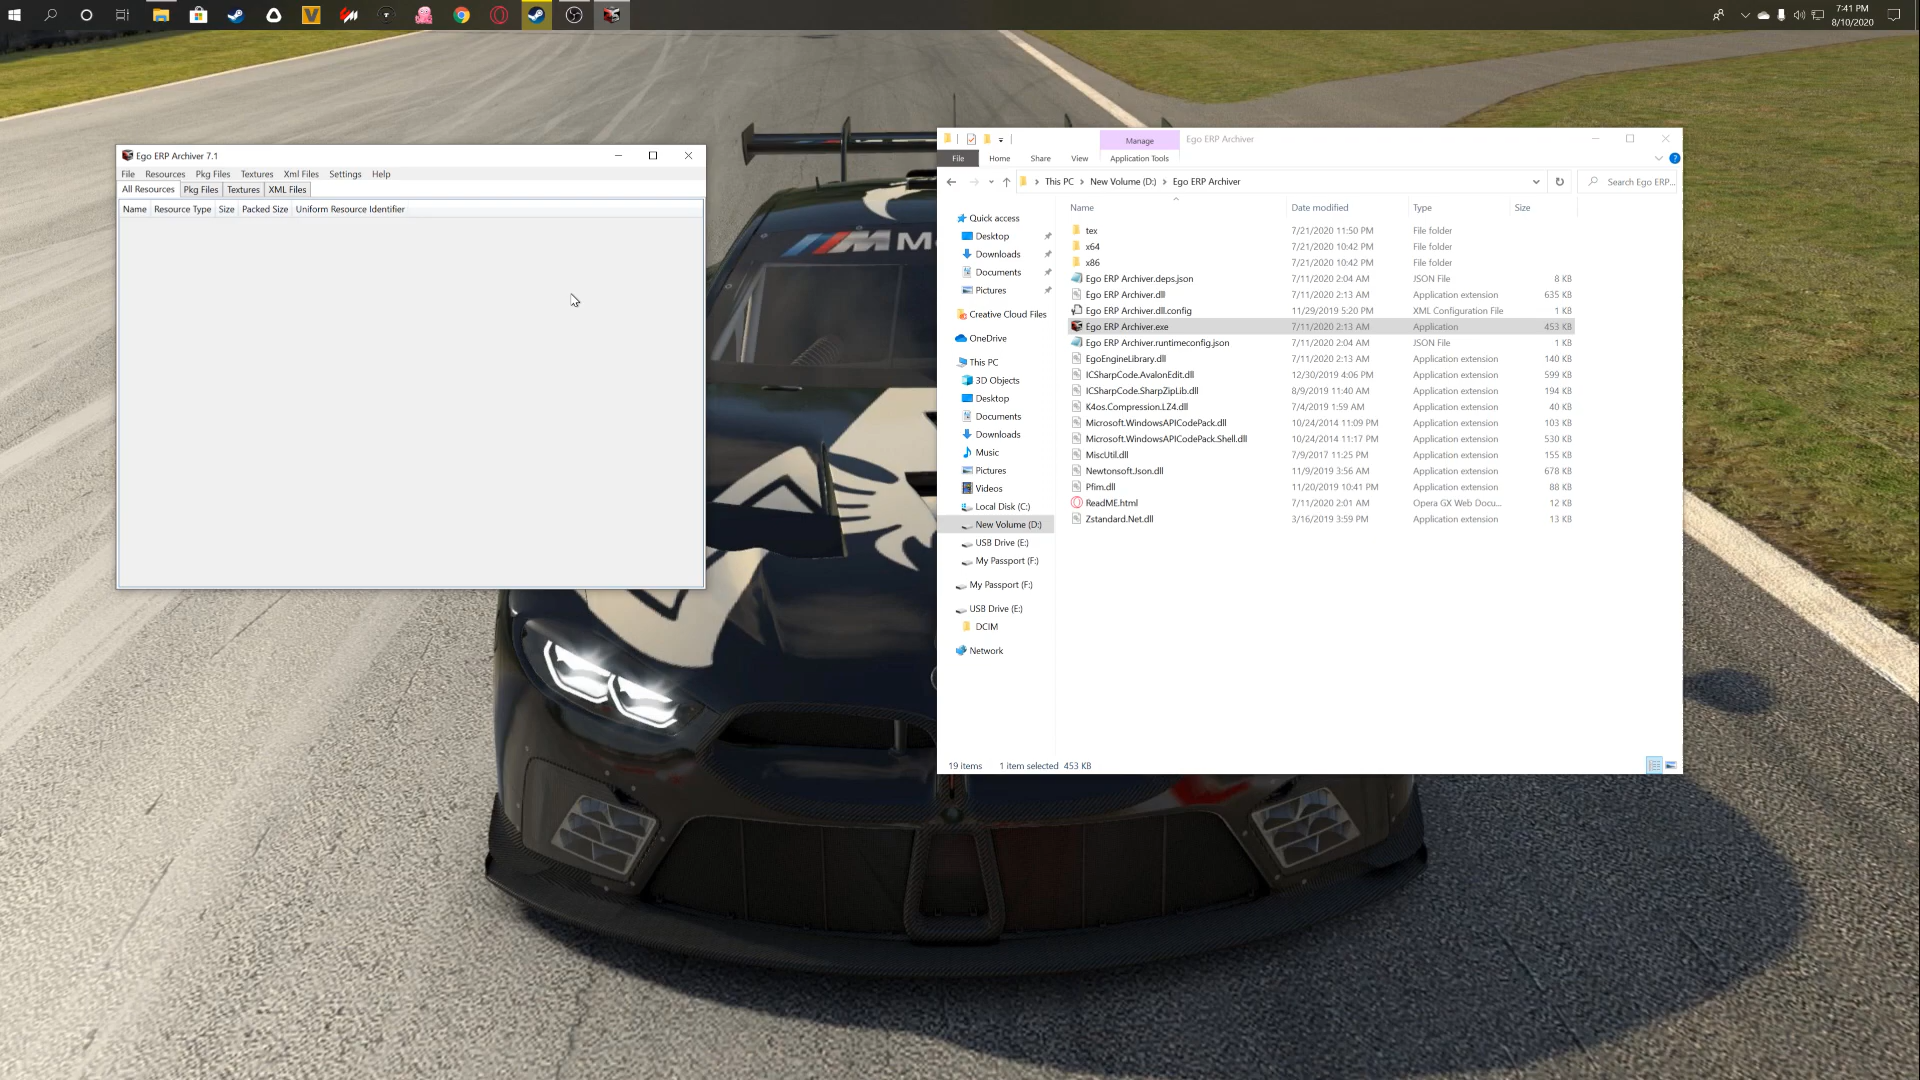 7:41 PM
8/10/2020
Ego ERP Archiver 7.1
File Resources Pkg Files Textures Xml Files Settings Help
All Resources Pkg Files Textures XML Files
Name Resource Type Size Packed Size Uniform Resource Identifier
Manage Ego ERP Archiver
File Home Share View Application Tools
This PC New Volume (D:) Ego ERP Archiver Search Ego ERP...
Name Date modified Type Size
Quick access
Desktop
Downloads
Documents
Pictures
Creative Cloud Files
OneDrive
This PC
3D Objects
Desktop
Documents
Downloads
Music
Pictures
Videos
Local Disk (C:)
New Volume (D:)
USB Drive (E:)
My Passport (F:)
My Passport (F:)
USB Drive (E:)
DCIM
Network
tex 7/21/2020 11:50 PM File folder
x64 7/21/2020 10:42 PM File folder
x86 7/21/2020 10:42 PM File folder
Ego ERP Archiver.deps.json 7/11/2020 2:04 AM JSON File 8 KB
Ego ERP Archiver.dll 7/11/2020 2:13 AM Application extension 635 KB
Ego ERP Archiver.dll.config 11/29/2019 5:20 PM XML Configuration File 1 KB
Ego ERP Archiver.exe 7/11/2020 2:13 AM Application 453 KB
Ego ERP Archiver.runtimeconfig.json 7/11/2020 2:04 AM JSON File 1 KB
EgoEngineLibrary.dll 7/11/2020 2:13 AM Application extension 140 KB
ICSharpCode.AvalonEdit.dll 12/30/2019 4:06 PM Application extension 599 KB
ICSharpCode.SharpZipLib.dll 8/9/2019 11:40 AM Application extension 194 KB
K4os.Compression.LZ4.dll 7/4/2019 1:59 AM Application extension 40 KB
Microsoft.WindowsAPICodePack.dll 10/24/2014 11:09 PM Application extension 103 KB
Microsoft.WindowsAPICodePack.Shell.dll 10/24/2014 11:17 PM Application extension 530 KB
MiscUtil.dll 7/9/2017 11:25 PM Application extension 155 KB
Newtonsoft.Json.dll 11/9/2019 3:56 AM Application extension 678 KB
Pfim.dll 11/20/2019 10:41 PM Application extension 88 KB
ReadME.html 7/11/2020 2:01 AM Opera GX Web Docu... 12 KB
Zstandard.Net.dll 3/16/2019 3:59 PM Application extension 13 KB
19 items 1 item selected 453 KB